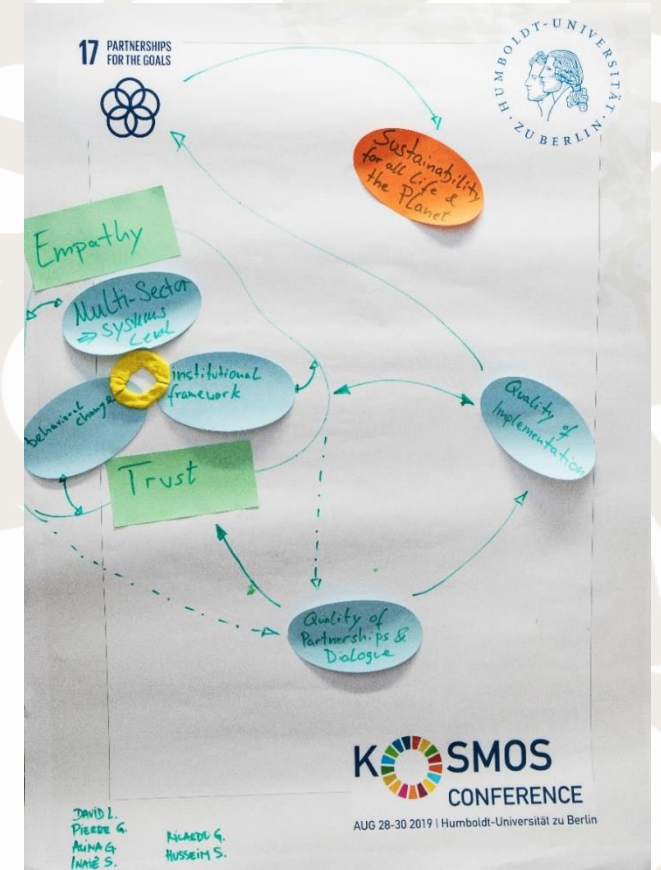 17 PARTNERSHIPS
FOR THE GOALS
HUMBOLDT-UNIVERSITÄT
ZU BERLIN
Sustainability
for all Life &
the Planet
Empathy
Multi-Sector
⇒ Systems
Level
institutional
framework
behavioral change
Quality of
Implementation
Trust
Quality of
Partnerships &
Dialogue
KOSMOS
CONFERENCE
AUG 28-30 2019 | Humboldt-Universität zu Berlin
DAVID L.
PIERRE G.
ALINA G
INAIÊ S.
RICARDO G.
HUSSEIM S.